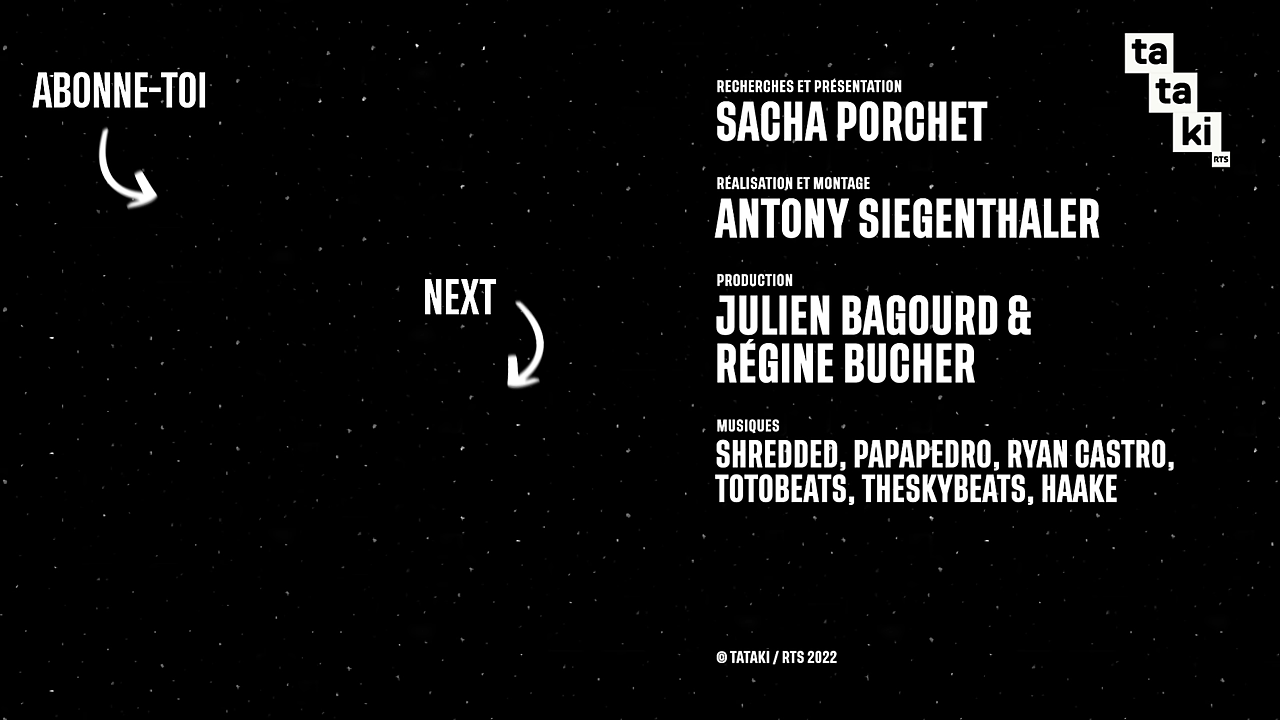 ABONNE-TOI
NEXT
RECHERCHES ET PRÉSENTATION
SACHA PORCHET
RÉALISATION ET MONTAGE
ANTONY SIEGENTHALER
PRODUCTION
JULIEN BAGOURD &
RÉGINE BUCHER
MUSIQUES
SHREDDED, PAPAPEDRO, RYAN CASTRO,
TOTOBEATS, THESKYBEATS, HAAKE
© TATAKI / RTS 2022
ta
ta
ki
RTS